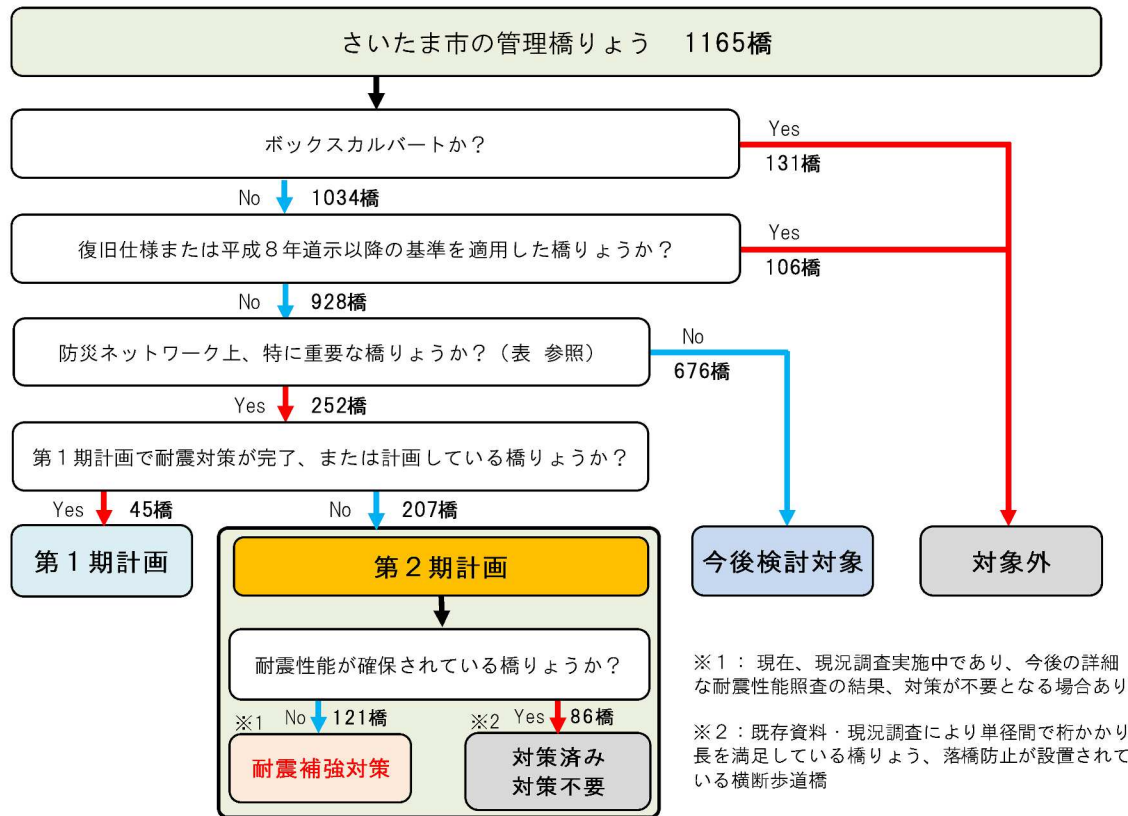 さいたま市の管理橋りょう　1165橋
ボックスカルバートか？
Yes
131橋
No　1034橋
復旧仕様または平成８年道示以降の基準を適用した橋りょうか？
Yes
106橋
No　928橋
防災ネットワーク上、特に重要な橋りょうか？（表 参照）
No
676橋
Yes　252橋
第１期計画で耐震対策が完了、または計画している橋りょうか？
Yes　45橋
No　207橋
第１期計画
第２期計画
今後検討対象
対象外
耐震性能が確保されている橋りょうか？
※1　No　121橋
※2　Yes　86橋
耐震補強対策
対策済み
対策不要
※１： 現在、現況調査実施中であり、今後の詳細
な耐震性能照査の結果、対策が不要となる場合あり
※２：既存資料・現況調査により単径間で桁かかり
長を満足している橋りょう、落橋防止が設置されて
いる横断歩道橋